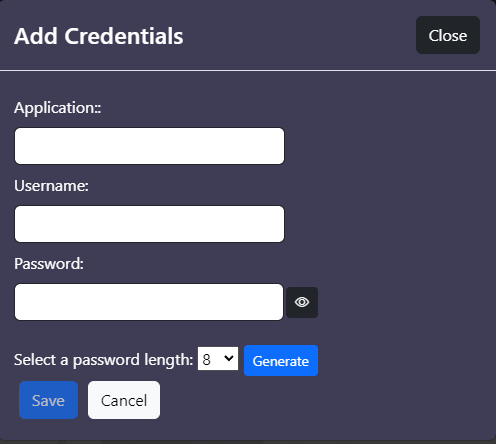 Add Credentials Close
Application::
Username:
Password:
Select a password length: 8 Generate
Save Cancel